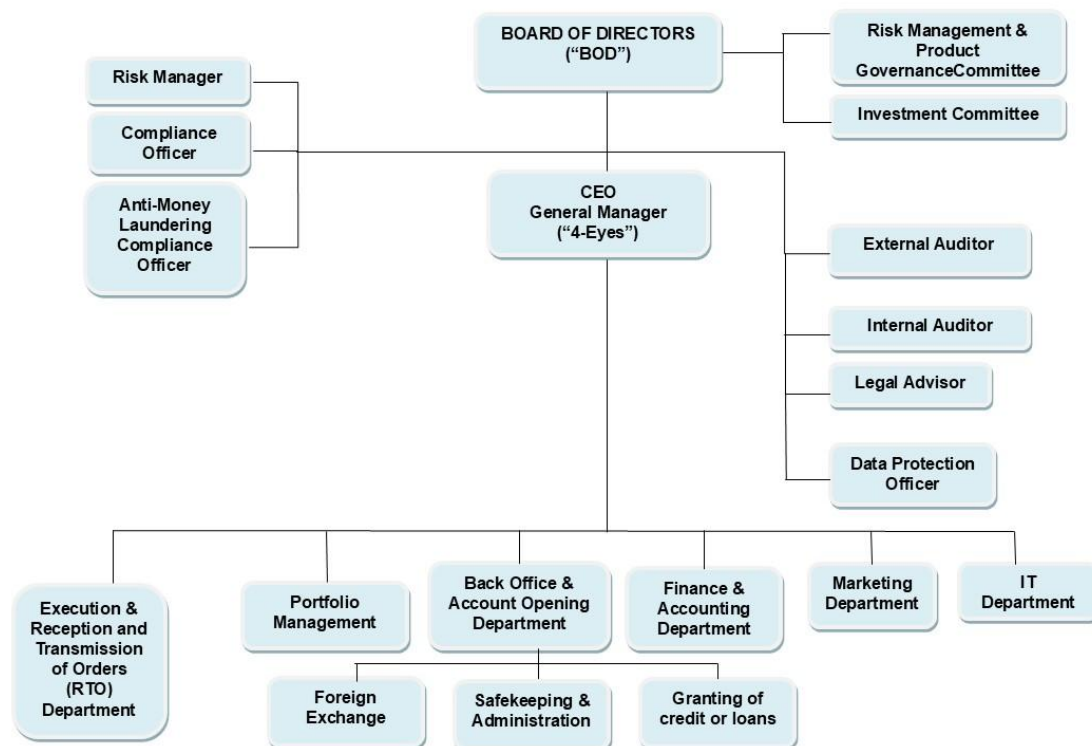 BOARD OF DIRECTORS
(“BOD”)
Risk Management &
Product
GovernanceCommittee
Investment Committee
Risk Manager
Compliance
Officer
Anti-Money
Laundering
Compliance
Officer
CEO
General Manager
(“4-Eyes”)
External Auditor
Internal Auditor
Legal Advisor
Data Protection
Officer
Execution &
Reception and
Transmission
of Orders
(RTO)
Department
Portfolio
Management
Back Office &
Account Opening
Department
Finance &
Accounting
Department
Marketing
Department
IT
Department
Foreign
Exchange
Safekeeping &
Administration
Granting of
credit or loans